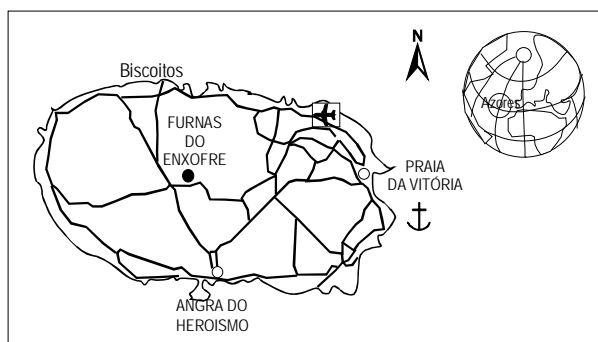 N
Biscoitos
Azores
FURNAS
DO
ENXOFRE
PRAIA
DA VITÓRIA
ANGRA DO
HEROISMO